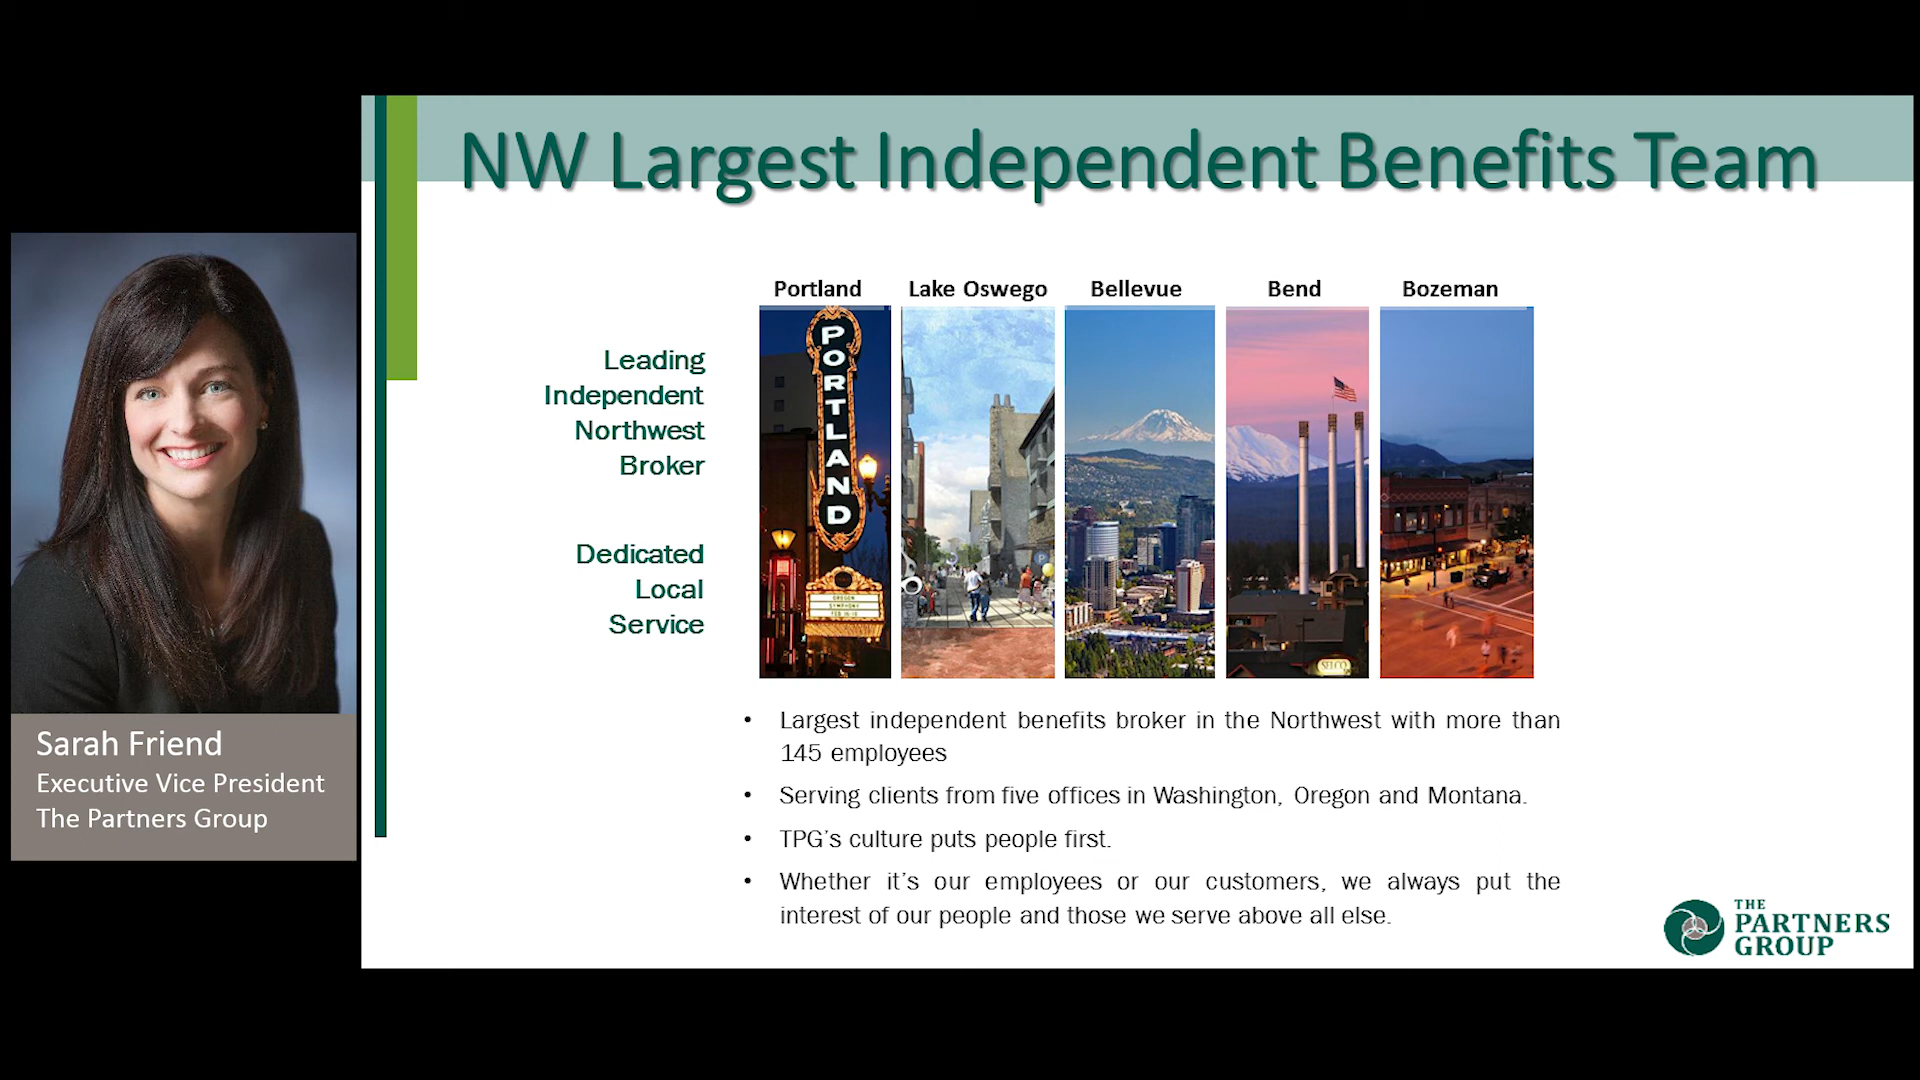 NW Largest Independent Benefits Team
Portland
Lake Oswego
Bellevue
Bend
Bozeman
Leading
Independent
Northwest
Broker
Dedicated
Local
Service
PORTLAND
OREGON
SYMPHONY
SELCO
• Largest independent benefits broker in the Northwest with more than
145 employees
• Serving clients from five offices in Washington, Oregon and Montana.
• TPG’s culture puts people first.
• Whether it’s our employees or our customers, we always put the
interest of our people and those we serve above all else.
Sarah Friend
Executive Vice President
The Partners Group
THE
PARTNERS
GROUP